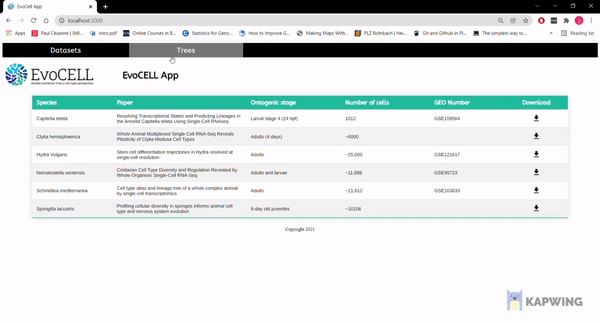 EvoCell App
localhost:3000
Apps
Paul Cézanne | Still...
intro.pdf
Online Courses in B...
Statistics for Geno...
How to Improve G...
Making Maps With...
PLZ Rohrbach | Hei...
Git and Github in Pl...
The simplest way to...
Reading list
Datasets
Trees
EvoCELL
EvoCELL App
Species Paper Ontogenic stage Number of cells GEO Number Download
Capitella teleta
Resolving Transcriptional States and Predicting Lineages in
the Annelid Capitella teleta Using Single-Cell RNAseq
Larval stage 4 (24 hpf)
1012
GSE159564
Clytia hemisphaerica
Whole-Animal Multiplexed Single-Cell RNA-Seq Reveals
Plasticity of Clytia Medusa Cell Types
Adults (4 days)
~6000
Hydra Vulgaris
Stem cell differentiation trajectories in Hydra resolved at
single-cell resolution
Adults
~25,000
GSE121617
Nematostella vectensis
Cnidarian Cell Type Diversity and Regulation Revealed by
Whole-Organism Single-Cell RNA-Seq
Adults and larvae
~11,888
GSE95723
Schmidtea mediterranea
Cell type atlas and lineage tree of a whole complex animal
by single-cell transcriptomics
Adults
~21,612
GSE103633
Spongilla lacustris
Profiling cellular diversity in sponges informs animal cell
type and nervous system evolution
8-day old juveniles
~10106
Copyright 2021
KAPWING